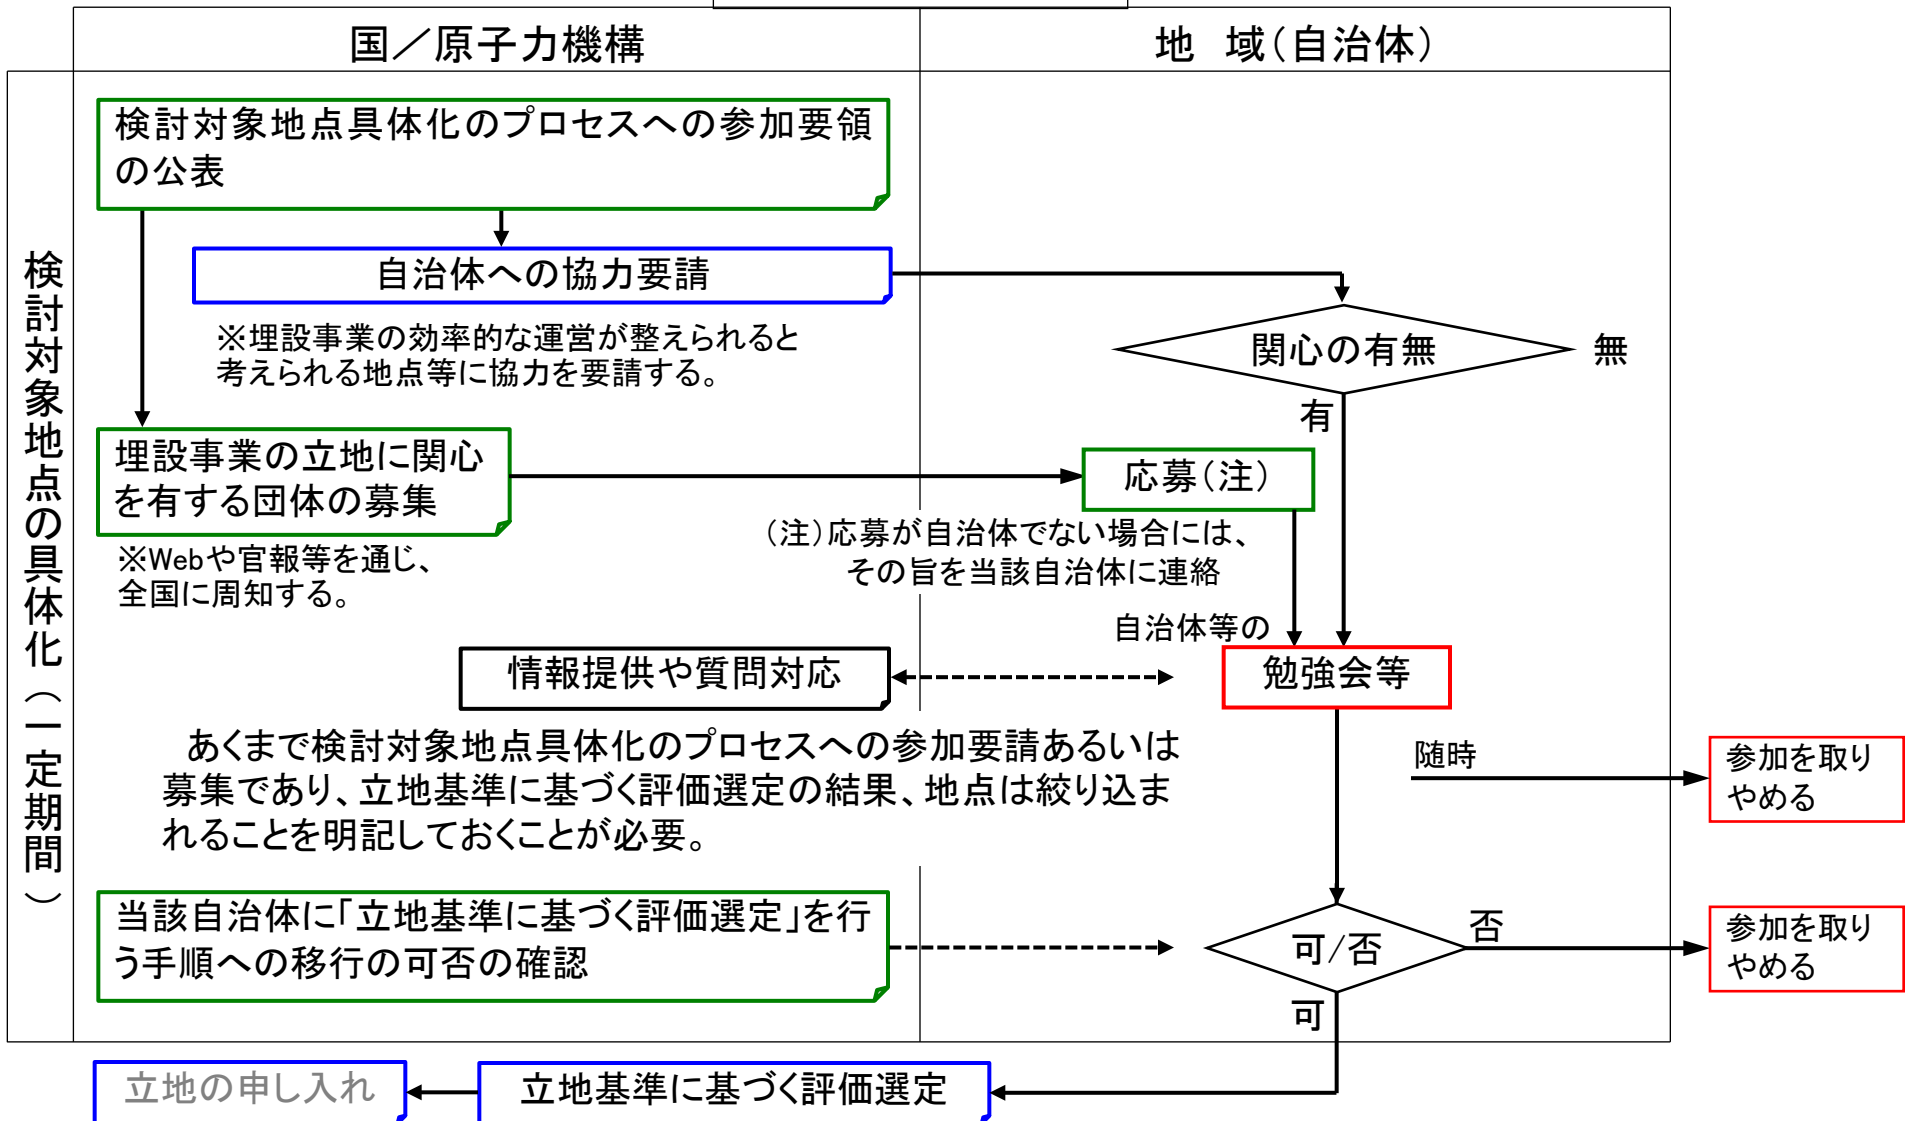 国／原子力機構
地 域(自治体)
検討対象地点の具体化（一定期間）
検討対象地点具体化のプロセスへの参加要領
の公表
自治体への協力要請
※埋設事業の効率的な運営が整えられると
考えられる地点等に協力を要請する。
関心の有無
無
有
埋設事業の立地に関心
を有する団体の募集
応募(注)
※Webや官報等を通じ、
全国に周知する。
(注)応募が自治体でない場合には、
その旨を当該自治体に連絡
自治体等の
情報提供や質問対応
勉強会等
あくまで検討対象地点具体化のプロセスへの参加要請あるいは
募集であり、立地基準に基づく評価選定の結果、地点は絞り込ま
れることを明記しておくことが必要。
随時
参加を取り
やめる
当該自治体に「立地基準に基づく評価選定」を行
う手順への移行の可否の確認
可/否
否
参加を取り
やめる
可
立地の申し入れ
立地基準に基づく評価選定